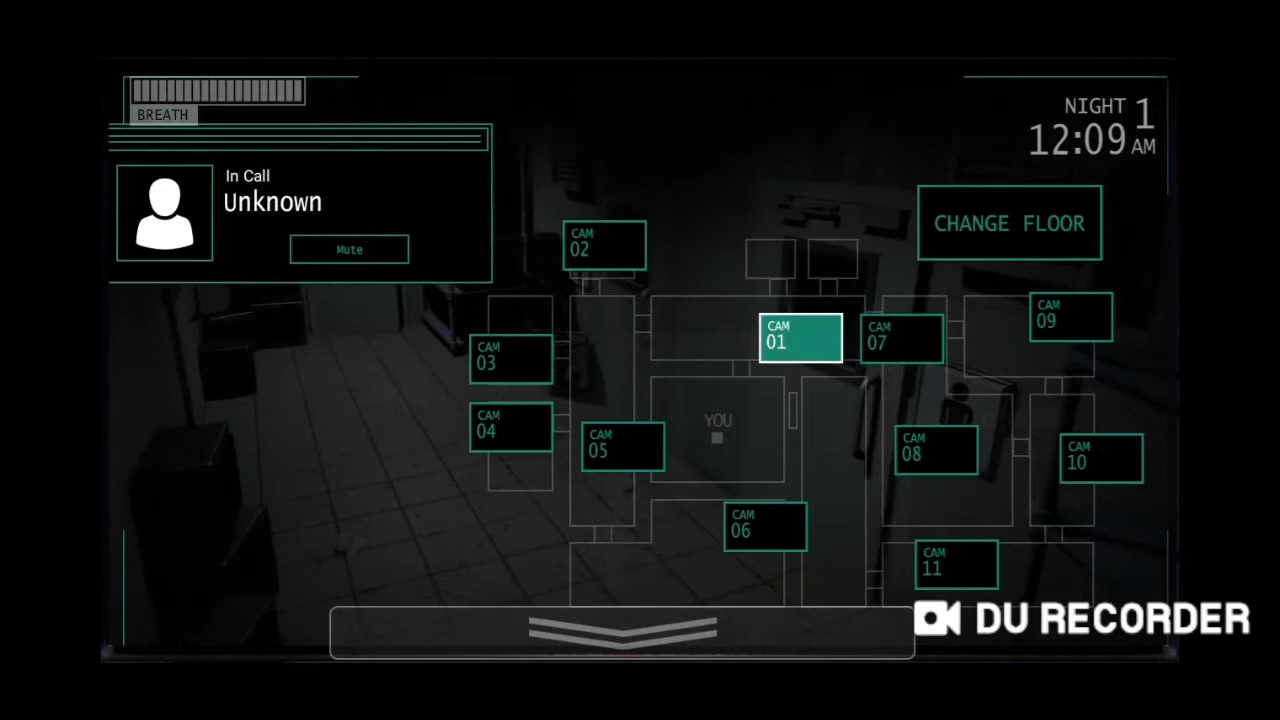 BREATH
NIGHT 1
12:09 AM
In Call
Unknown
Mute
CHANGE FLOOR
CAM
02
CAM
09
CAM
01
CAM
07
CAM
03
CAM
04
YOU
CAM
05
CAM
08
CAM
10
CAM
06
CAM
11
DU RECORDER